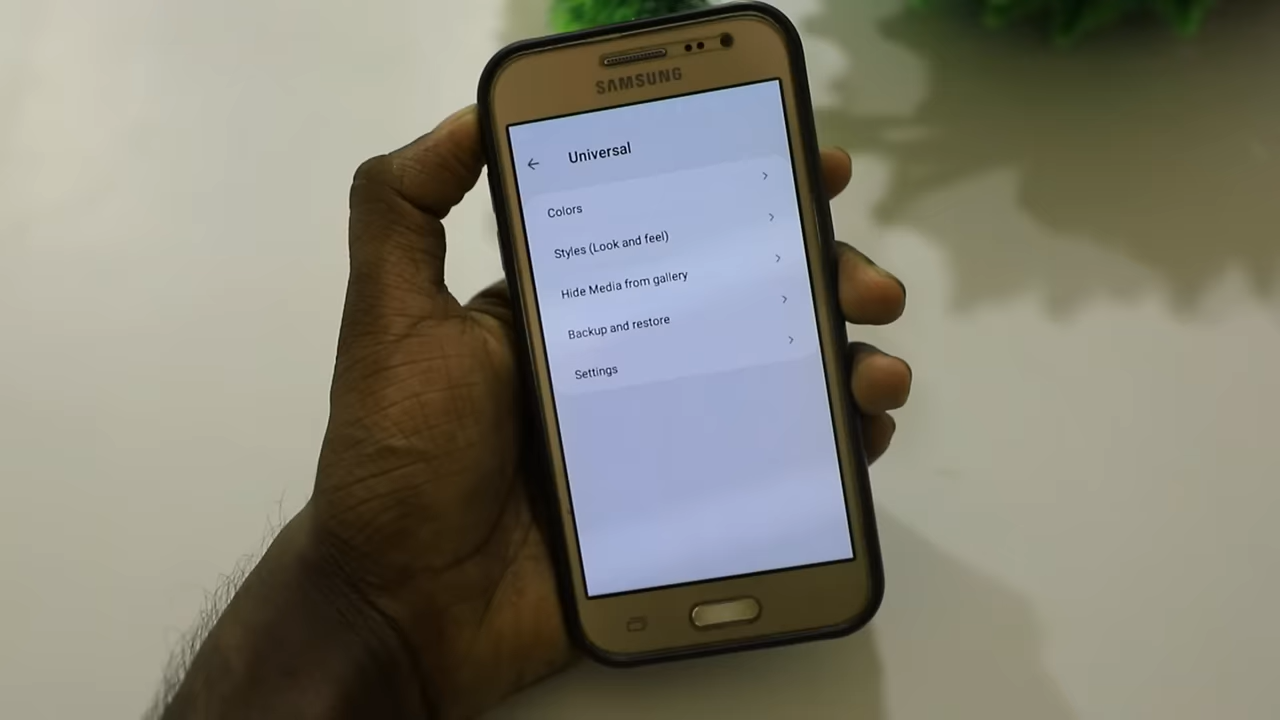 SAMSUNG
Universal
Colors
Styles (Look and feel)
Hide Media from gallery
Backup and restore
Settings